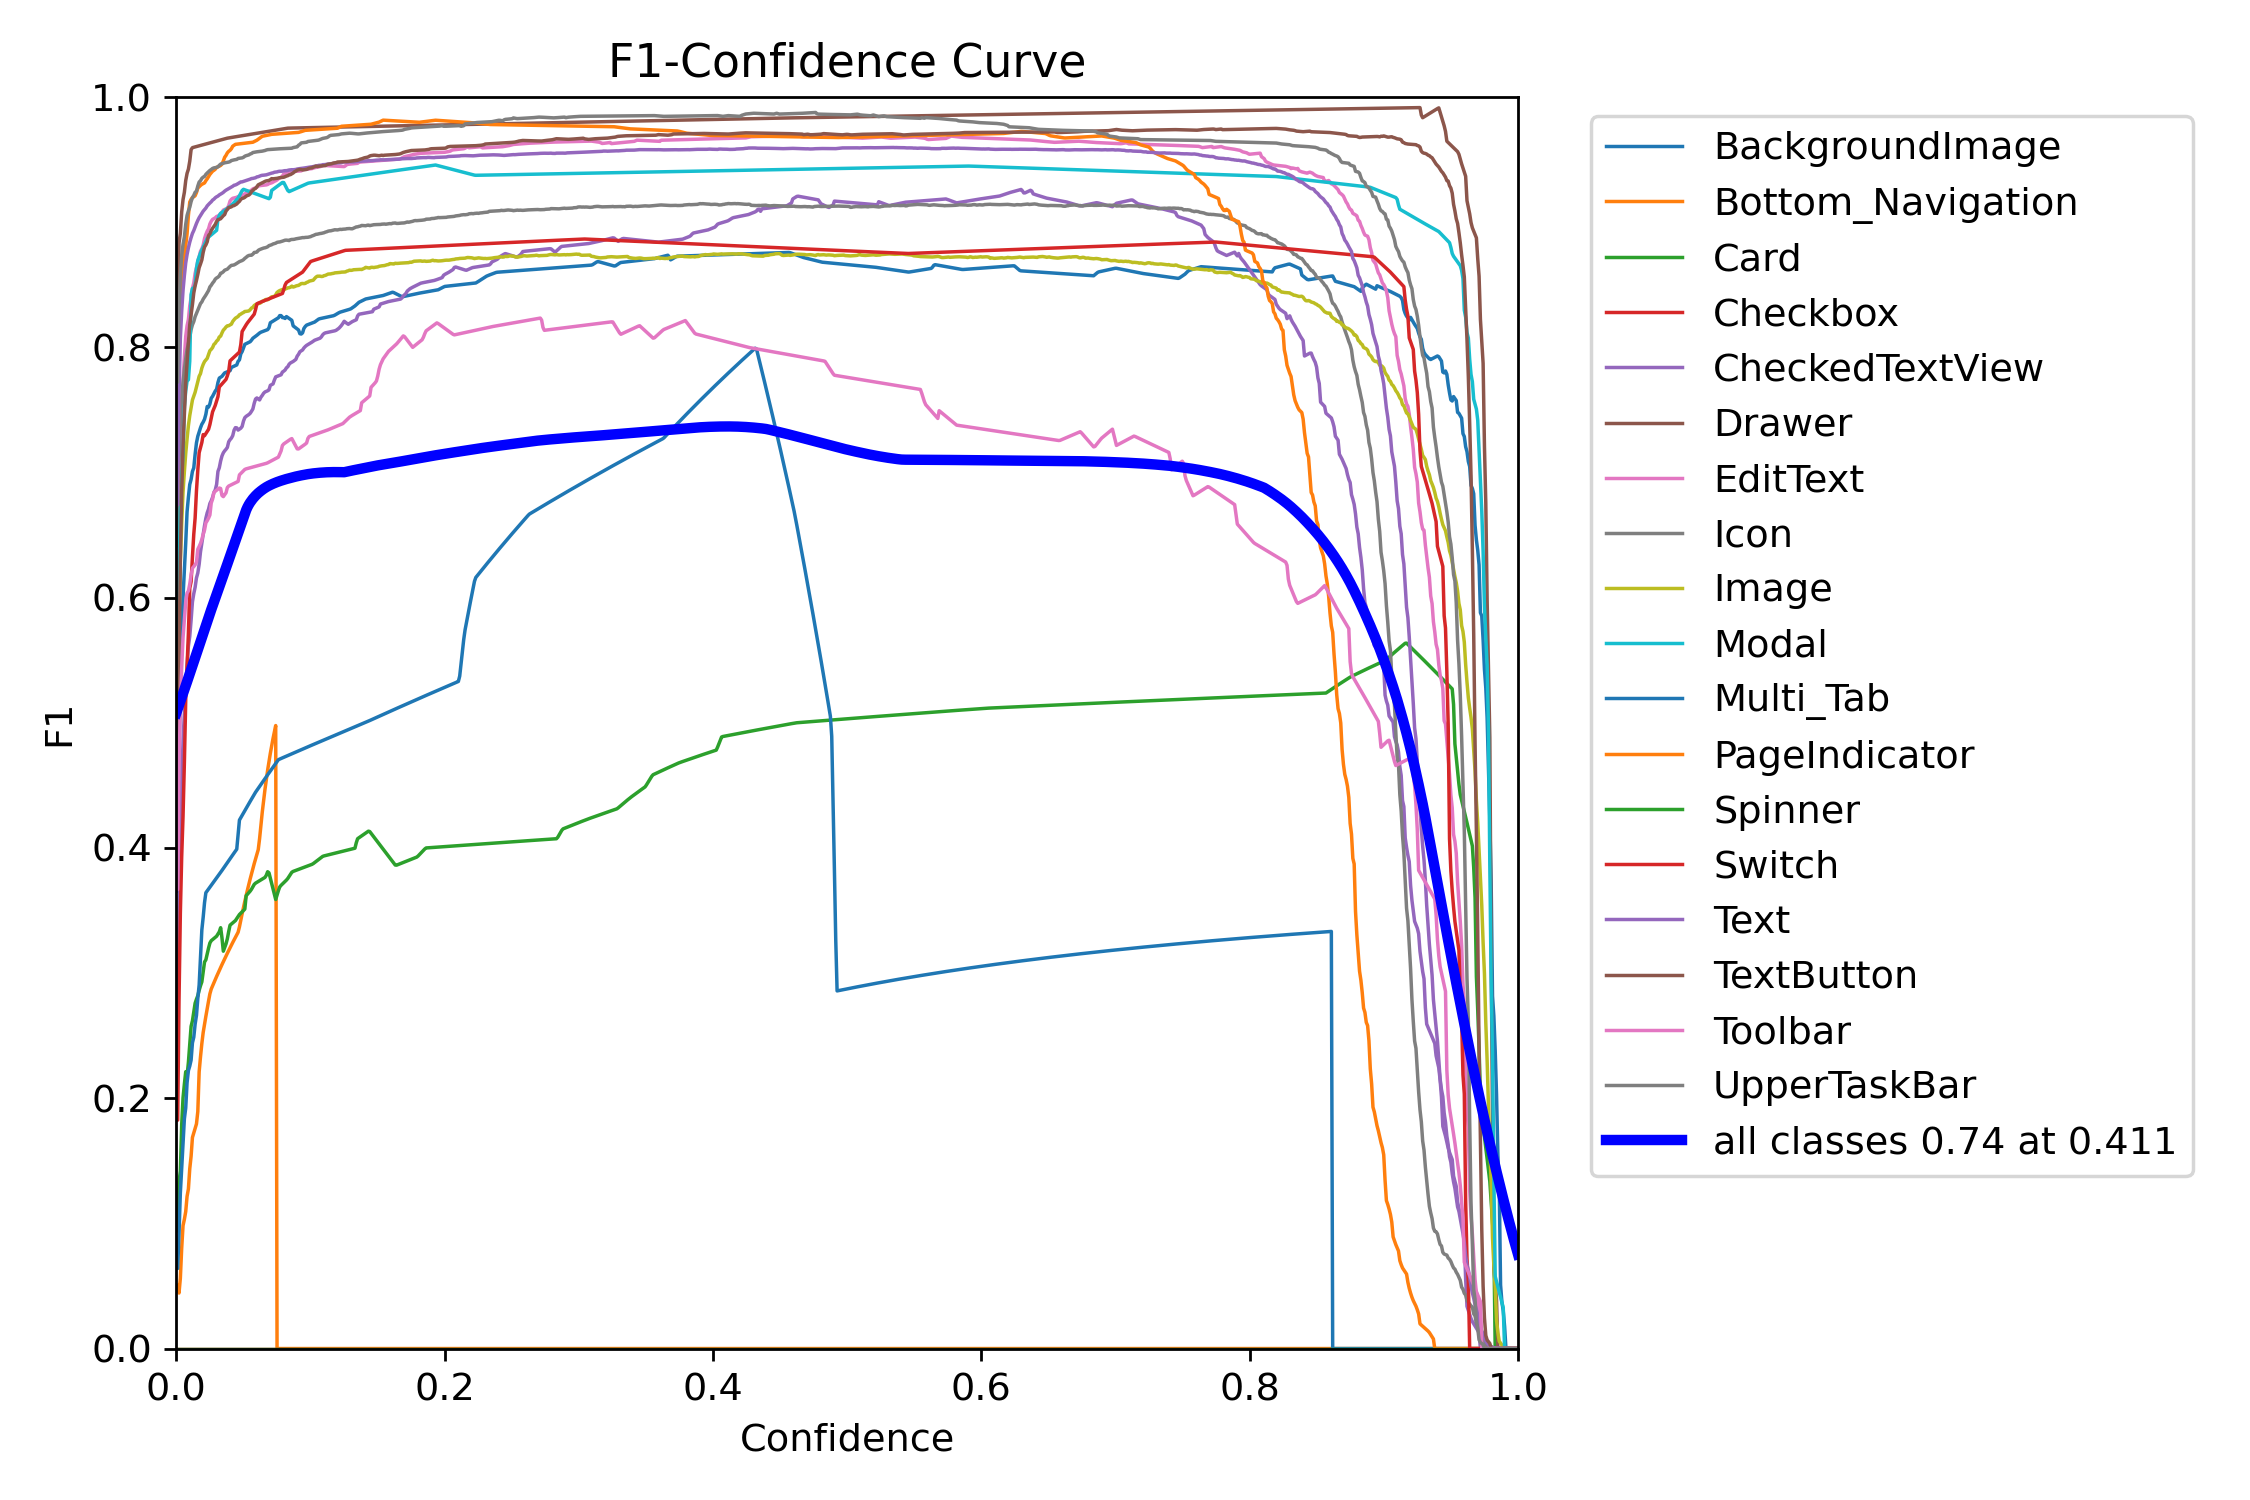 F1-Confidence Curve
1.0
0.8
0.6
0.4
0.2
0.0
F1
0.0 0.2 0.4 0.6 0.8 1.0
Confidence
BackgroundImage
Bottom_Navigation
Card
Checkbox
CheckedTextView
Drawer
EditText
Icon
Image
Modal
Multi_Tab
PageIndicator
Spinner
Switch
Text
TextButton
Toolbar
UpperTaskBar
all classes 0.74 at 0.411